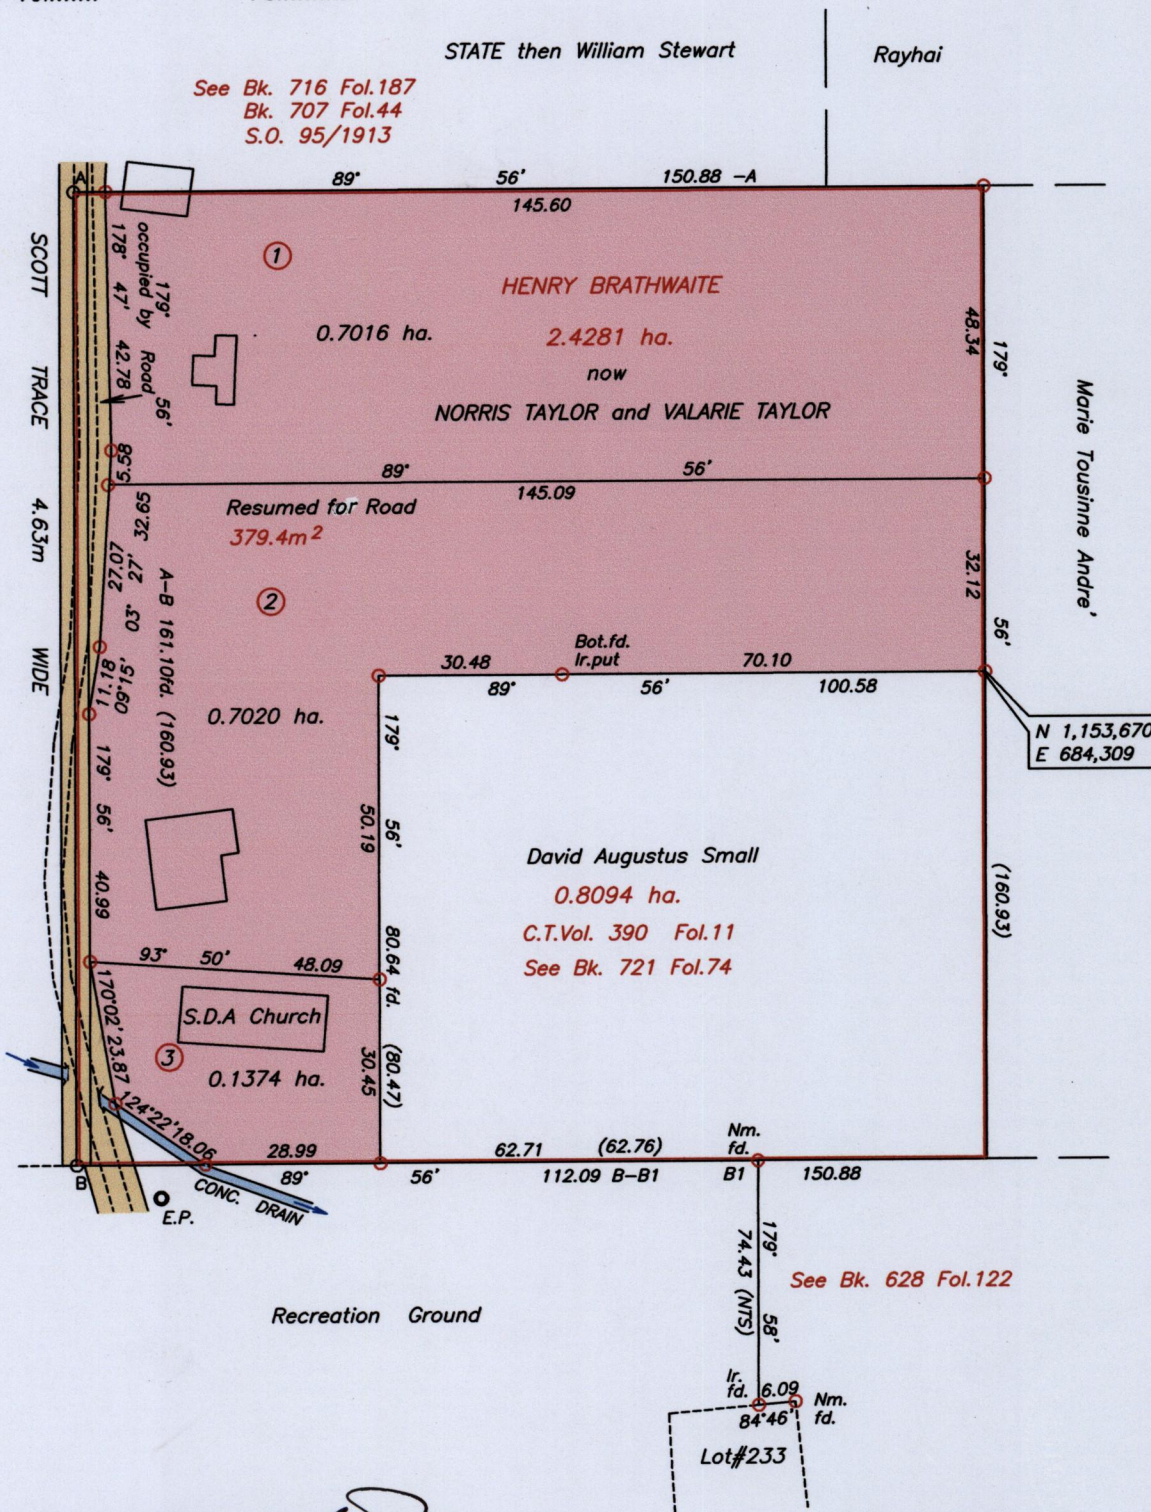 STATE then William Stewart
Rayhai
See Bk. 716 Fol.187
Bk. 707 Fol.44
S.O. 95/1913
A
89° 56' 150.88 -A
145.60
SCOTT TRACE 4.63m WIDE
178° 47' 42.78
occupied by Road
179° 56'
1
0.7016 ha.
HENRY BRATHWAITE
2.4281 ha.
now
NORRIS TAYLOR and VALARIE TAYLOR
48.34
179° 56'
Marie Tousinne Andre'
5.58
89° 56'
145.09
Resumed for Road
379.4m²
32.65
27.07
03° 27'
2
A-B 161.10fd. (160.93)
32.12
11.18
09°15'
Bot.fd.
Ir.put
30.48 70.10
89° 56' 100.58
0.7020 ha.
N 1,153,670
E 684,309
179° 56'
40.99
179° 56'
50.19
80.64 fd.
(80.47)
30.45
David Augustus Small
0.8094 ha.
C.T.Vol. 390 Fol.11
See Bk. 721 Fol.74
(160.93)
93° 50' 48.09
S.D.A Church
170°02' 23.87
3
0.1374 ha.
124°22' 18.06
28.99
62.71 (62.76)
Nm.
fd.
B
89° 56' 112.09 B-B1 B1 150.88
CONC. DRAIN
E.P.
179° 58'
74.43 (NTS)
See Bk. 628 Fol.122
Recreation Ground
Ir.
fd.
6.09
Nm.
fd.
84°46'
Lot#233